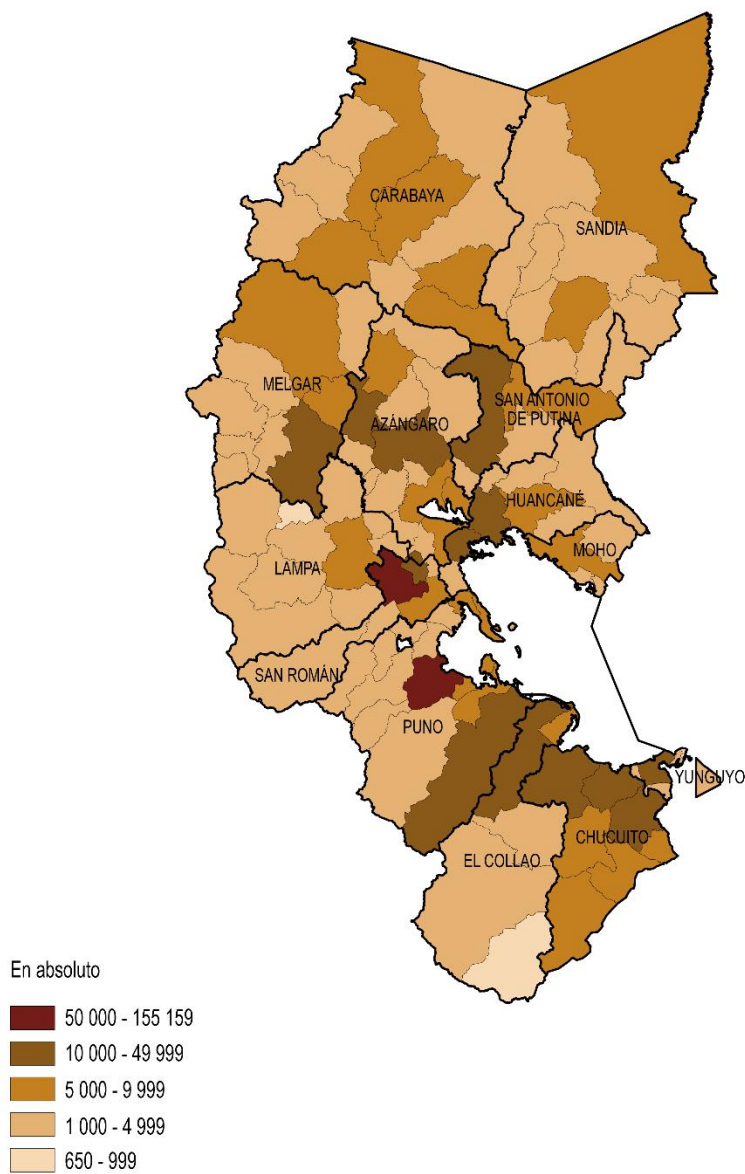 CARABAYA
SANDIA
MELGAR
AZÁNGARO
SAN ANTONIO
DE PUTINA
HUANCANÉ
MOHO
LAMPA
SAN ROMÁN
PUNO
YUNGUYO
CHUCUITO
EL COLLAO
En absoluto
50 000 - 155 159
10 000 - 49 999
5 000 - 9 999
1 000 - 4 999
650 - 999